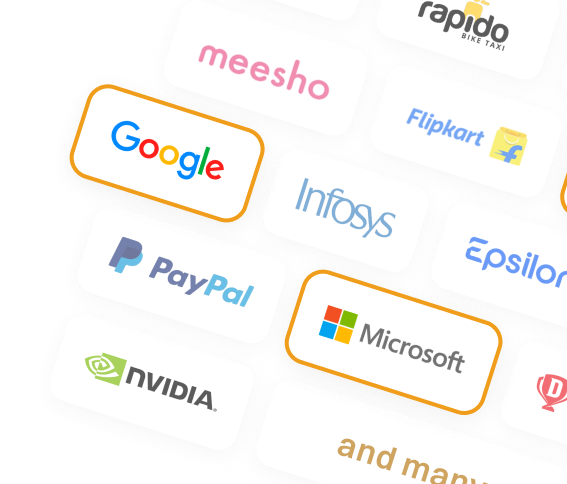 rapido
BIKE TAXI
meesho
Flipkart
Google
Infosys
Epsilon
PayPal
Microsoft
D
NVIDIA.
and many